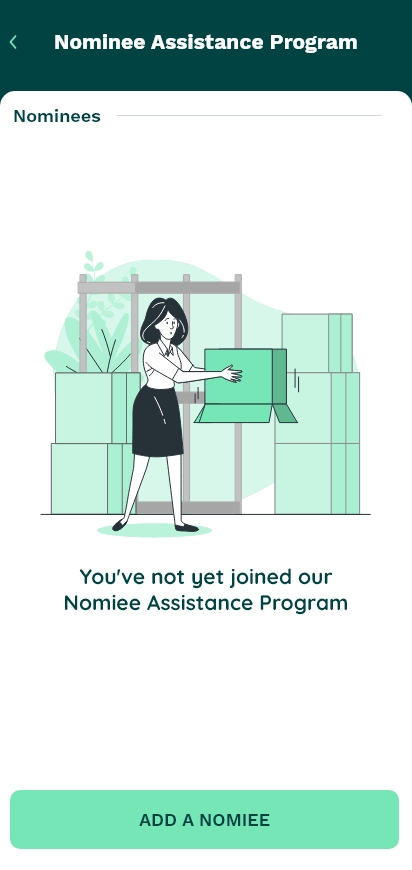 Nominee Assistance Program
Nominees
You've not yet joined our
Nomiee Assistance Program
ADD A NOMIEE